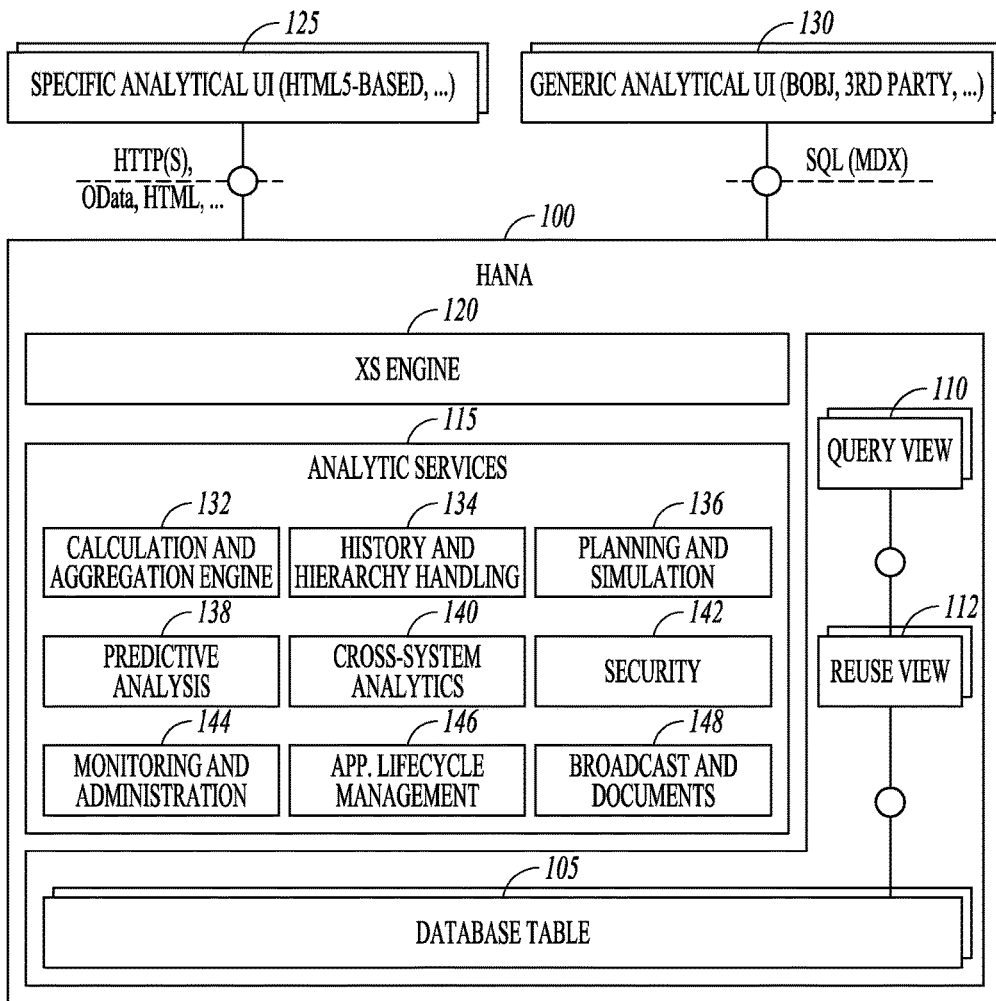 125
130
SPECIFIC ANALYTICAL UI (HTML5-BASED, ...)
GENERIC ANALYTICAL UI (BOBJ, 3RD PARTY, ...)
HTTP(S),
OData, HTML, ...
SQL (MDX)
100
HANA
120
XS ENGINE
110
QUERY VIEW
115
ANALYTIC SERVICES
132
134
136
CALCULATION AND
AGGREGATION ENGINE
HISTORY AND
HIERARCHY HANDLING
PLANNING AND
SIMULATION
138
140
142
112
PREDICTIVE
ANALYSIS
CROSS-SYSTEM
ANALYTICS
SECURITY
REUSE VIEW
144
146
148
MONITORING AND
ADMINISTRATION
APP. LIFECYCLE
MANAGEMENT
BROADCAST AND
DOCUMENTS
105
DATABASE TABLE